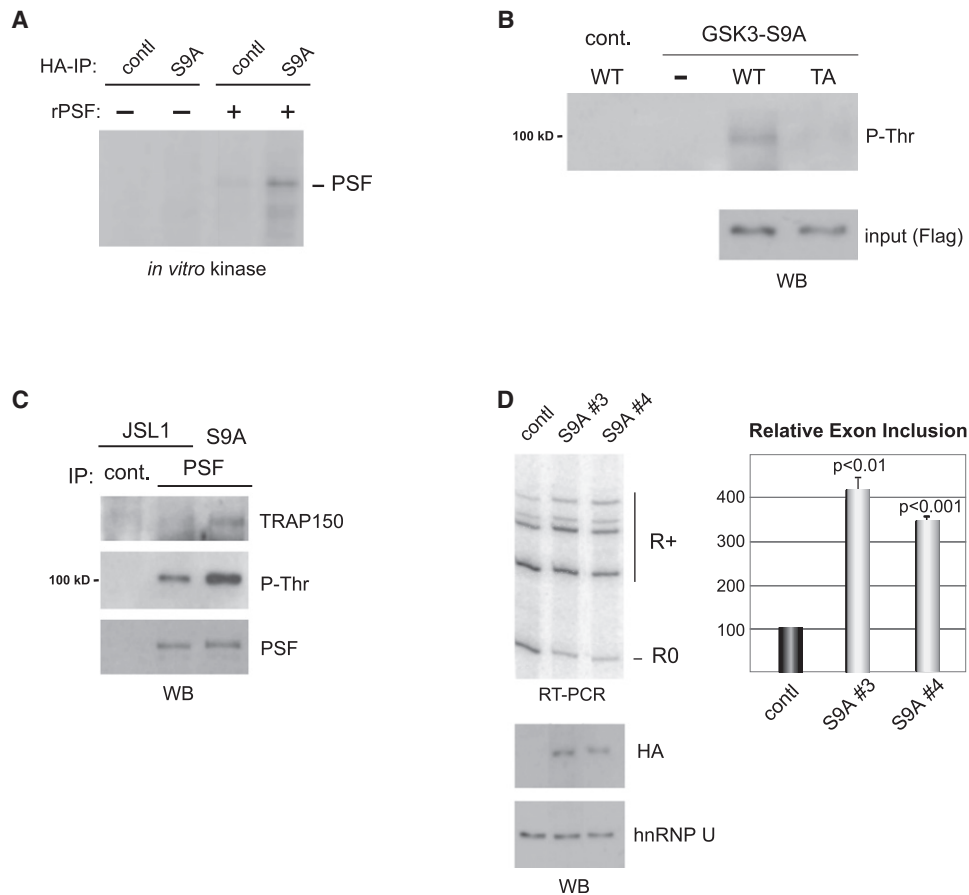 A
HA-IP: contl S9A contl S9A
rPSF: – – + +
– PSF
in vitro kinase
B
cont. GSK3-S9A
WT – WT TA
100 kD - P-Thr
input (Flag)
WB
C
JSL1 S9A
IP: cont. PSF
TRAP150
100 kD - P-Thr
PSF
WB
D
contl S9A #3 S9A #4
R+
– R0
RT-PCR
HA
hnRNP U
WB
Relative Exon Inclusion
p<0.01
p<0.001
400
300
200
100
contl S9A #3 S9A #4